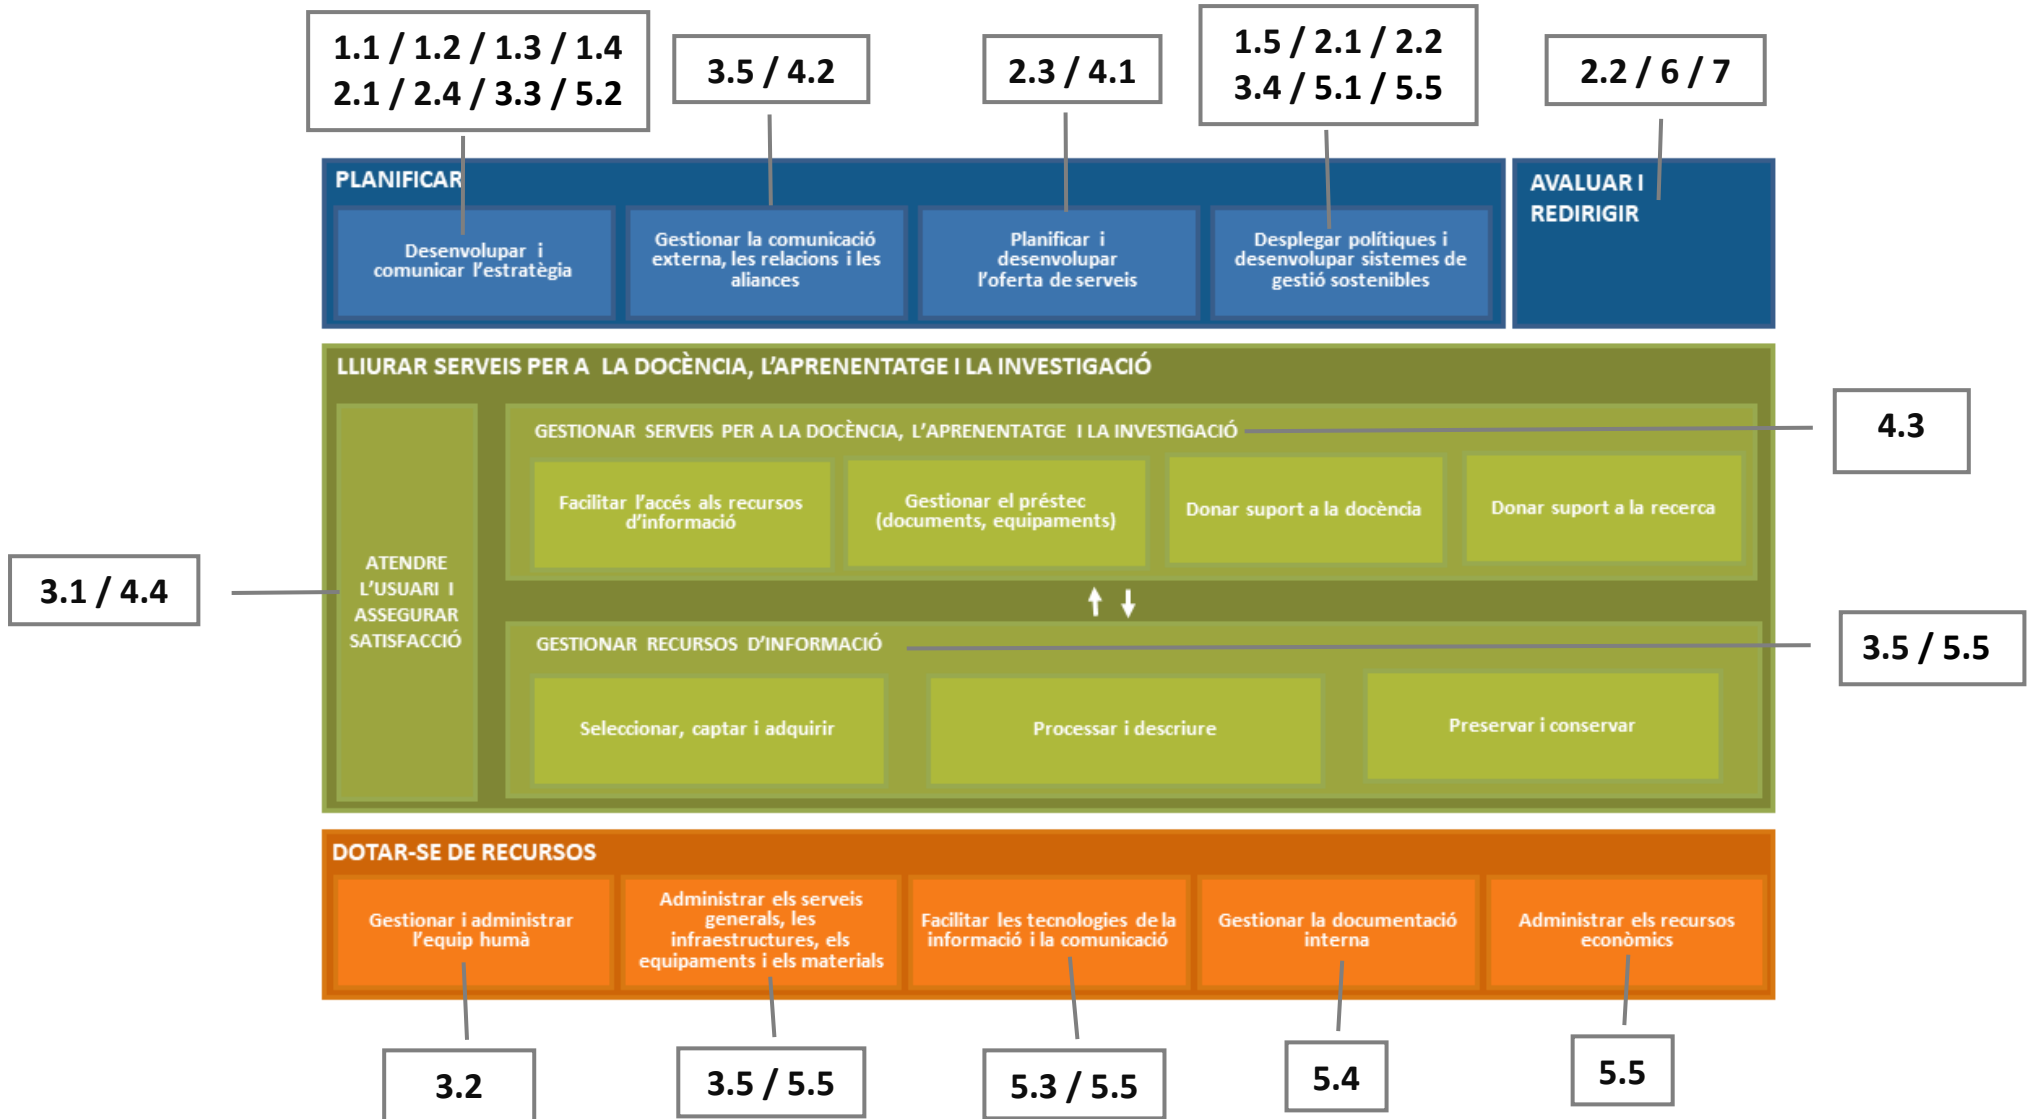 1.1 / 1.2 / 1.3 / 1.4
2.1 / 2.4 / 3.3 / 5.2
3.5 / 4.2
2.3 / 4.1
1.5 / 2.1 / 2.2
3.4 / 5.1 / 5.5
2.2 / 6 / 7
PLANIFICAR
Desenvolupar i
comunicar l'estratègia
Gestionar la comunicació
externa, les relacions i les
aliances
Planificar i
desenvolupar
l'oferta de serveis
Desplegar polítiques i
desenvolupar sistemes de
gestió sostenibles
AVALUAR I
REDIRIGIR
LLIURAR SERVEIS PER A LA DOCÈNCIA, L'APRENENTATGE I LA INVESTIGACIÓ
GESTIONAR SERVEIS PER A LA DOCÈNCIA, L'APRENENTATGE I LA INVESTIGACIÓ
4.3
Facilitar l'accés als recursos
d'informació
Gestionar el préstec
(documents, equipaments)
Donar suport a la docència
Donar suport a la recerca
3.1 / 4.4
ATENDRE
L'USUARI I
ASSEGURAR
SATISFACCIÓ
GESTIONAR RECURSOS D'INFORMACIÓ
3.5 / 5.5
Seleccionar, captar i adquirir
Processar i descriure
Preservar i conservar
DOTAR-SE DE RECURSOS
Gestionar i administrar
l'equip humà
Administrar els serveis
generals, les
infraestructures, els
equipaments i els materials
Facilitar les tecnologies de la
informació i la comunicació
Gestionar la documentació
interna
Administrar els recursos
econòmics
3.2
3.5 / 5.5
5.3 / 5.5
5.4
5.5